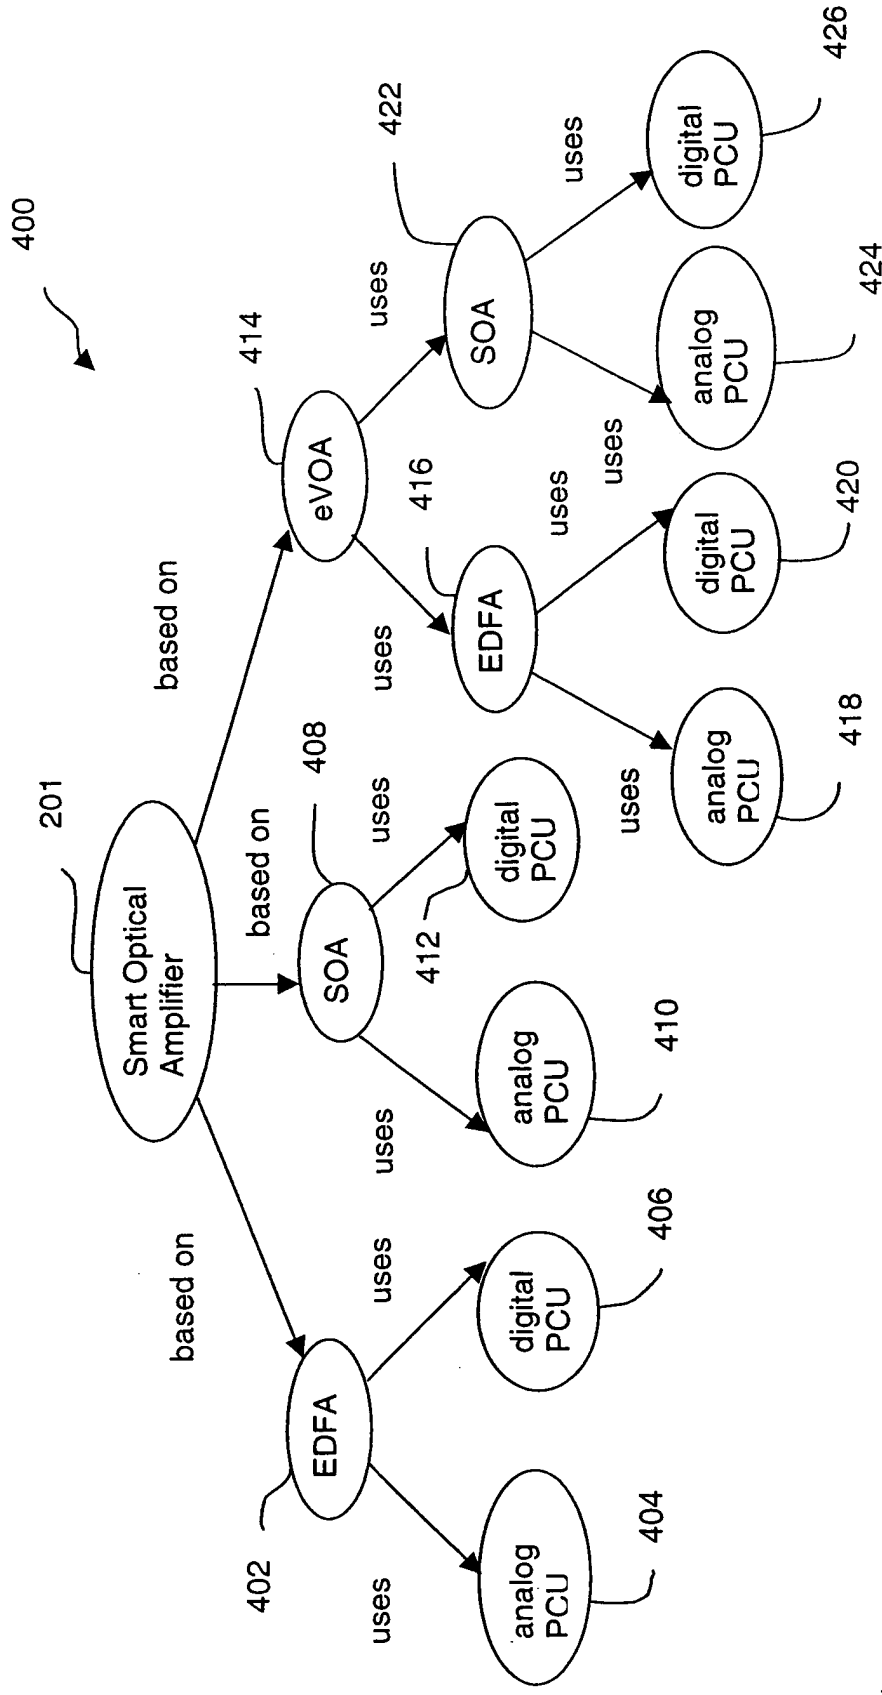 400
201
Smart Optical
Amplifier
based on
based on
based on
402
EDFA
408
SOA
414
eVOA
uses
uses
uses
uses
uses
uses
404
analog
PCU
406
digital
PCU
410
analog
PCU
412
digital
PCU
416
EDFA
422
SOA
uses
uses
uses
uses
418
analog
PCU
420
digital
PCU
424
analog
PCU
426
digital
PCU